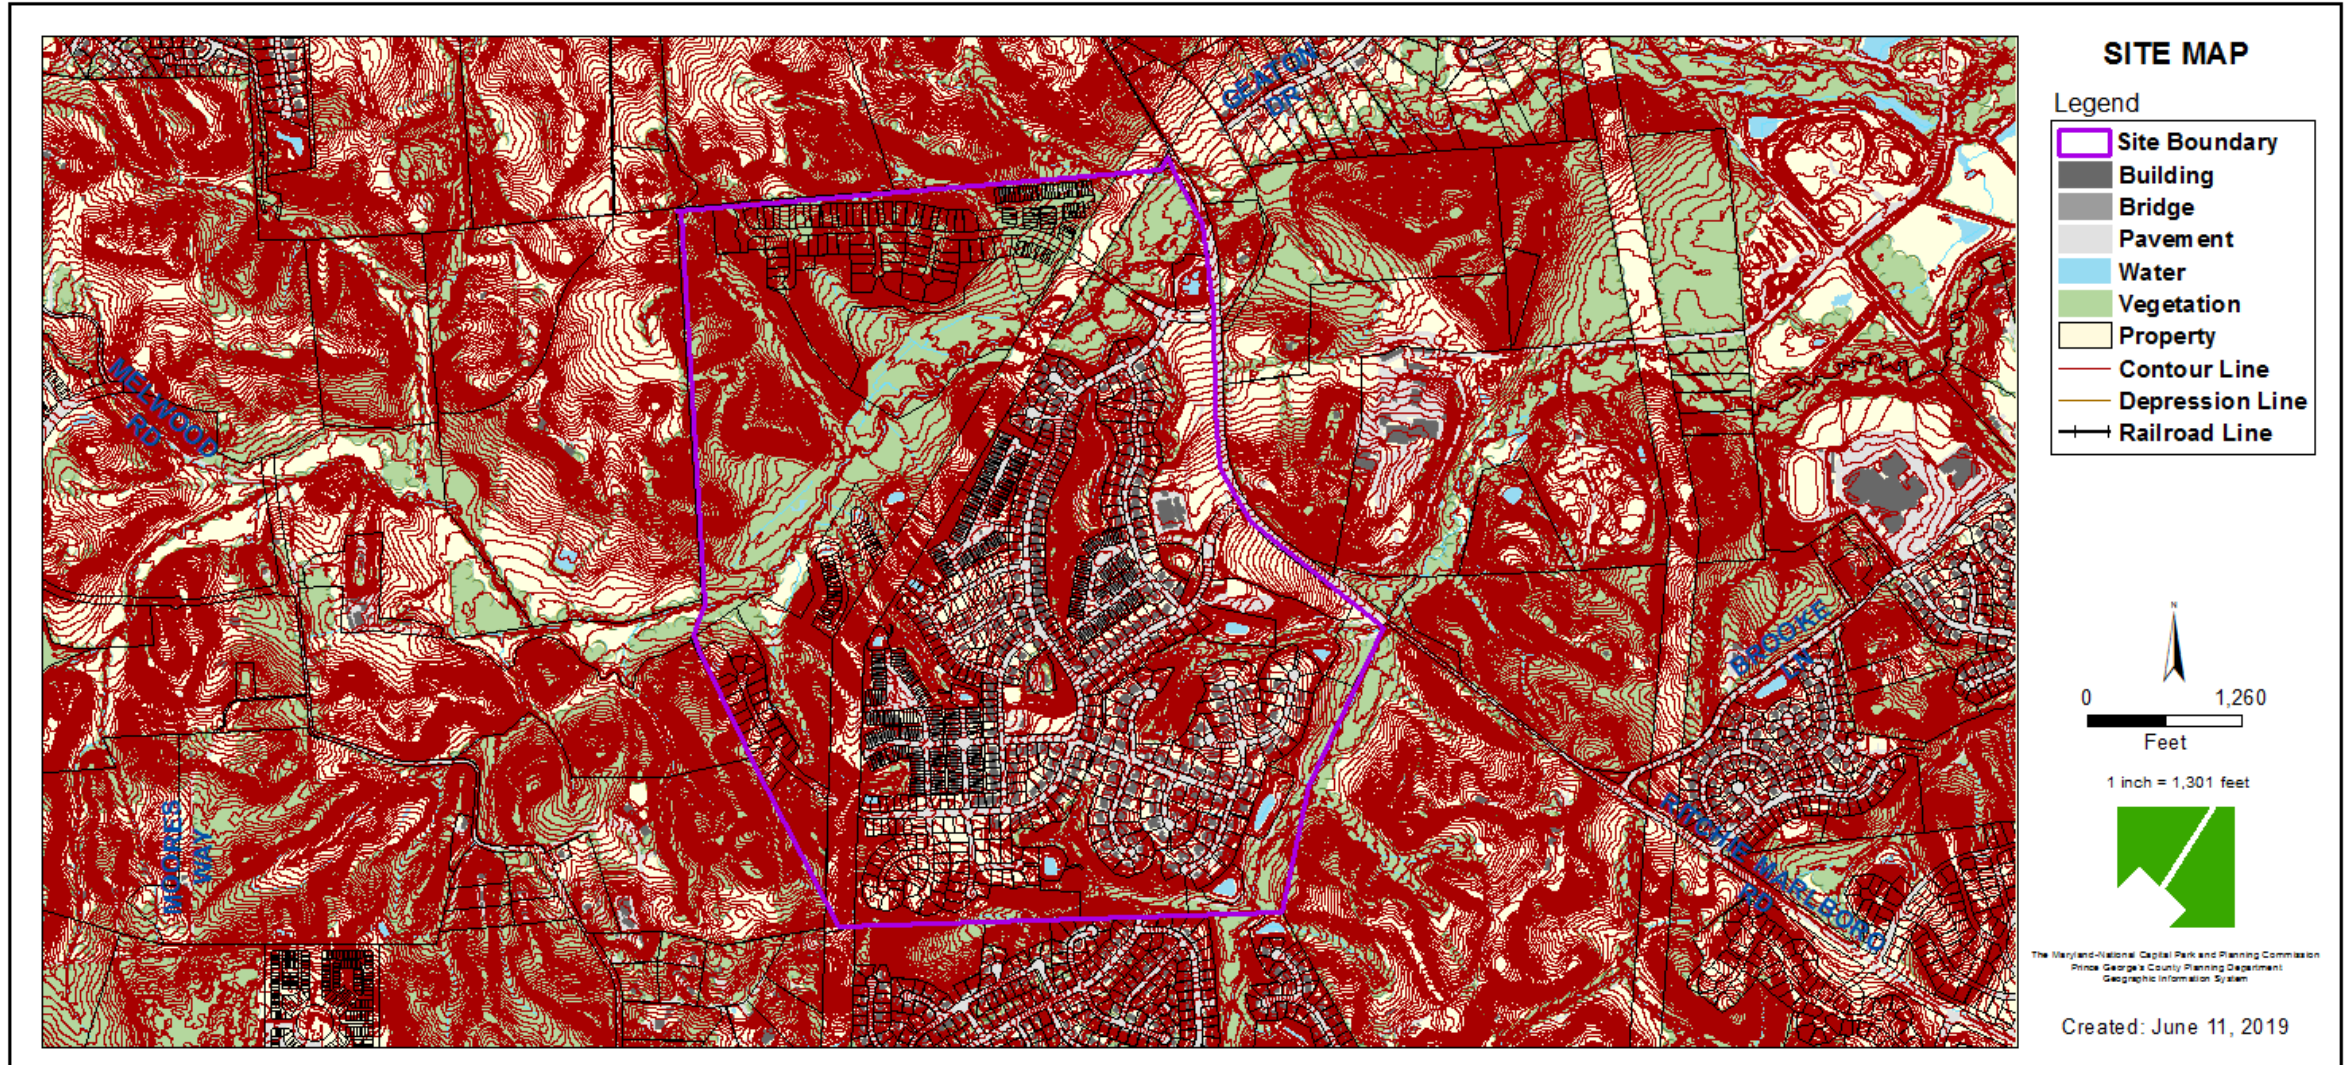 SITE MAP
Legend
Site Boundary
Building
Bridge
Pavement
Water
Vegetation
Property
Contour Line
Depression Line
Railroad Line
GEATON
DR
MELWOOD
RD
MOORES
WAY
BROOKE
LN
RITCHIE MARLBORO
RD
N
0 1,260
Feet
1 inch = 1,301 feet
The Maryland-National Capital Park and Planning Commission
Prince George's County Planning Department
Geographic Information System
Created: June 11, 2019